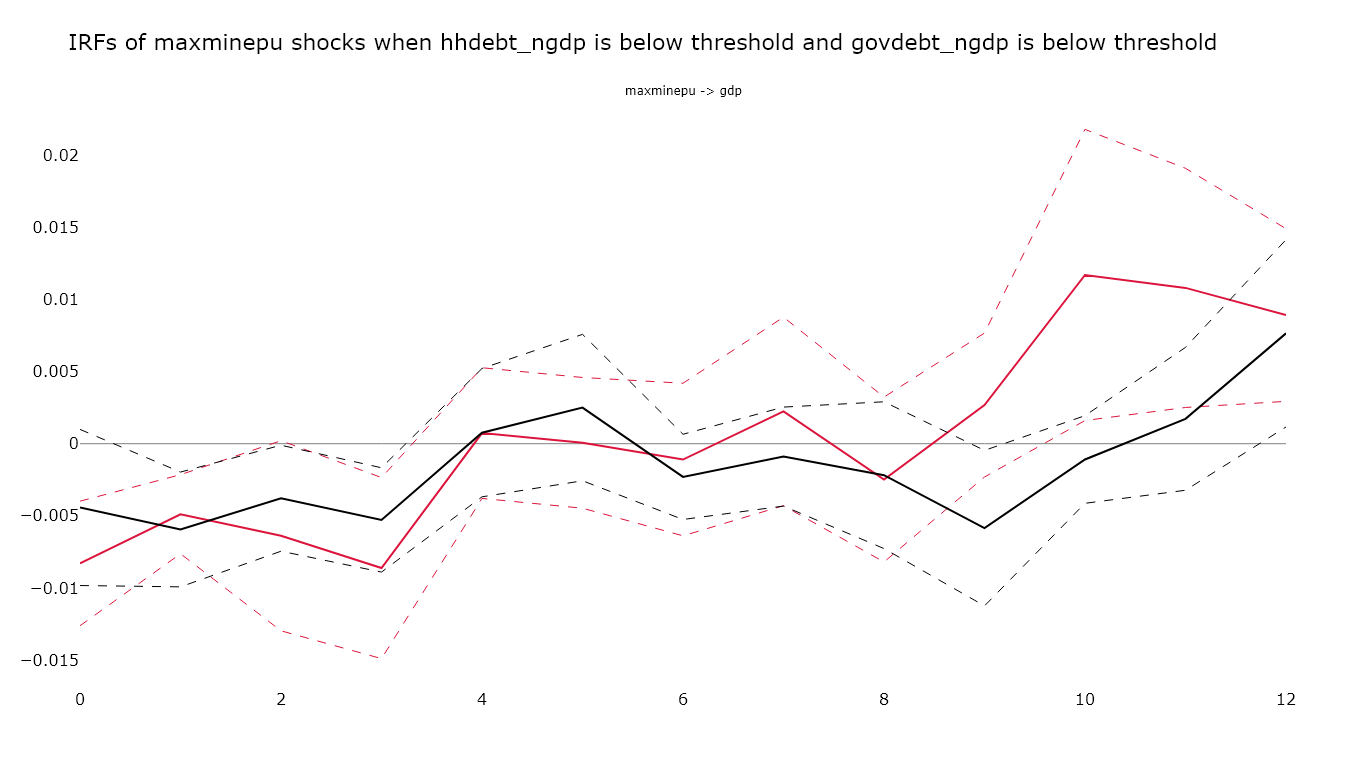 IRFs of maxminepu shocks when hhdebt_ngdp is below threshold and govdebt_ngdp is below threshold
maxminepu -> gdp
0.02
0.015
0.01
0.005
0
−0.005
−0.01
−0.015
0 2 4 6 8 10 12